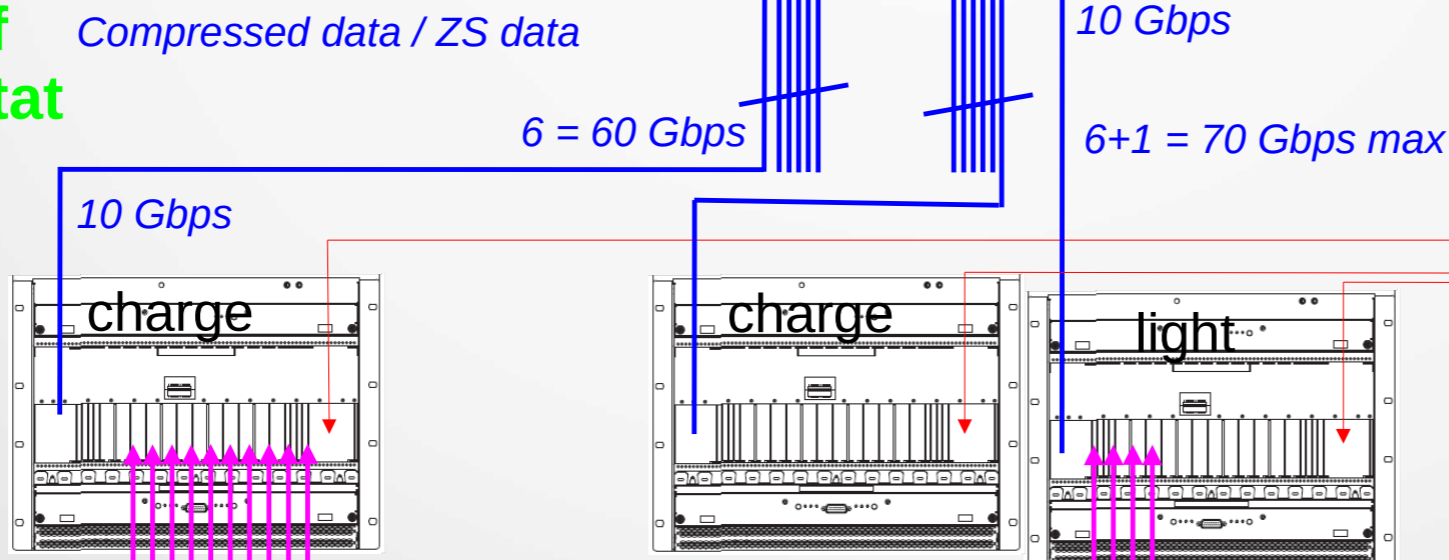 Compressed data / ZS data
10 Gbps
6 = 60 Gbps
6+1 = 70 Gbps max
10 Gbps
charge
charge
light